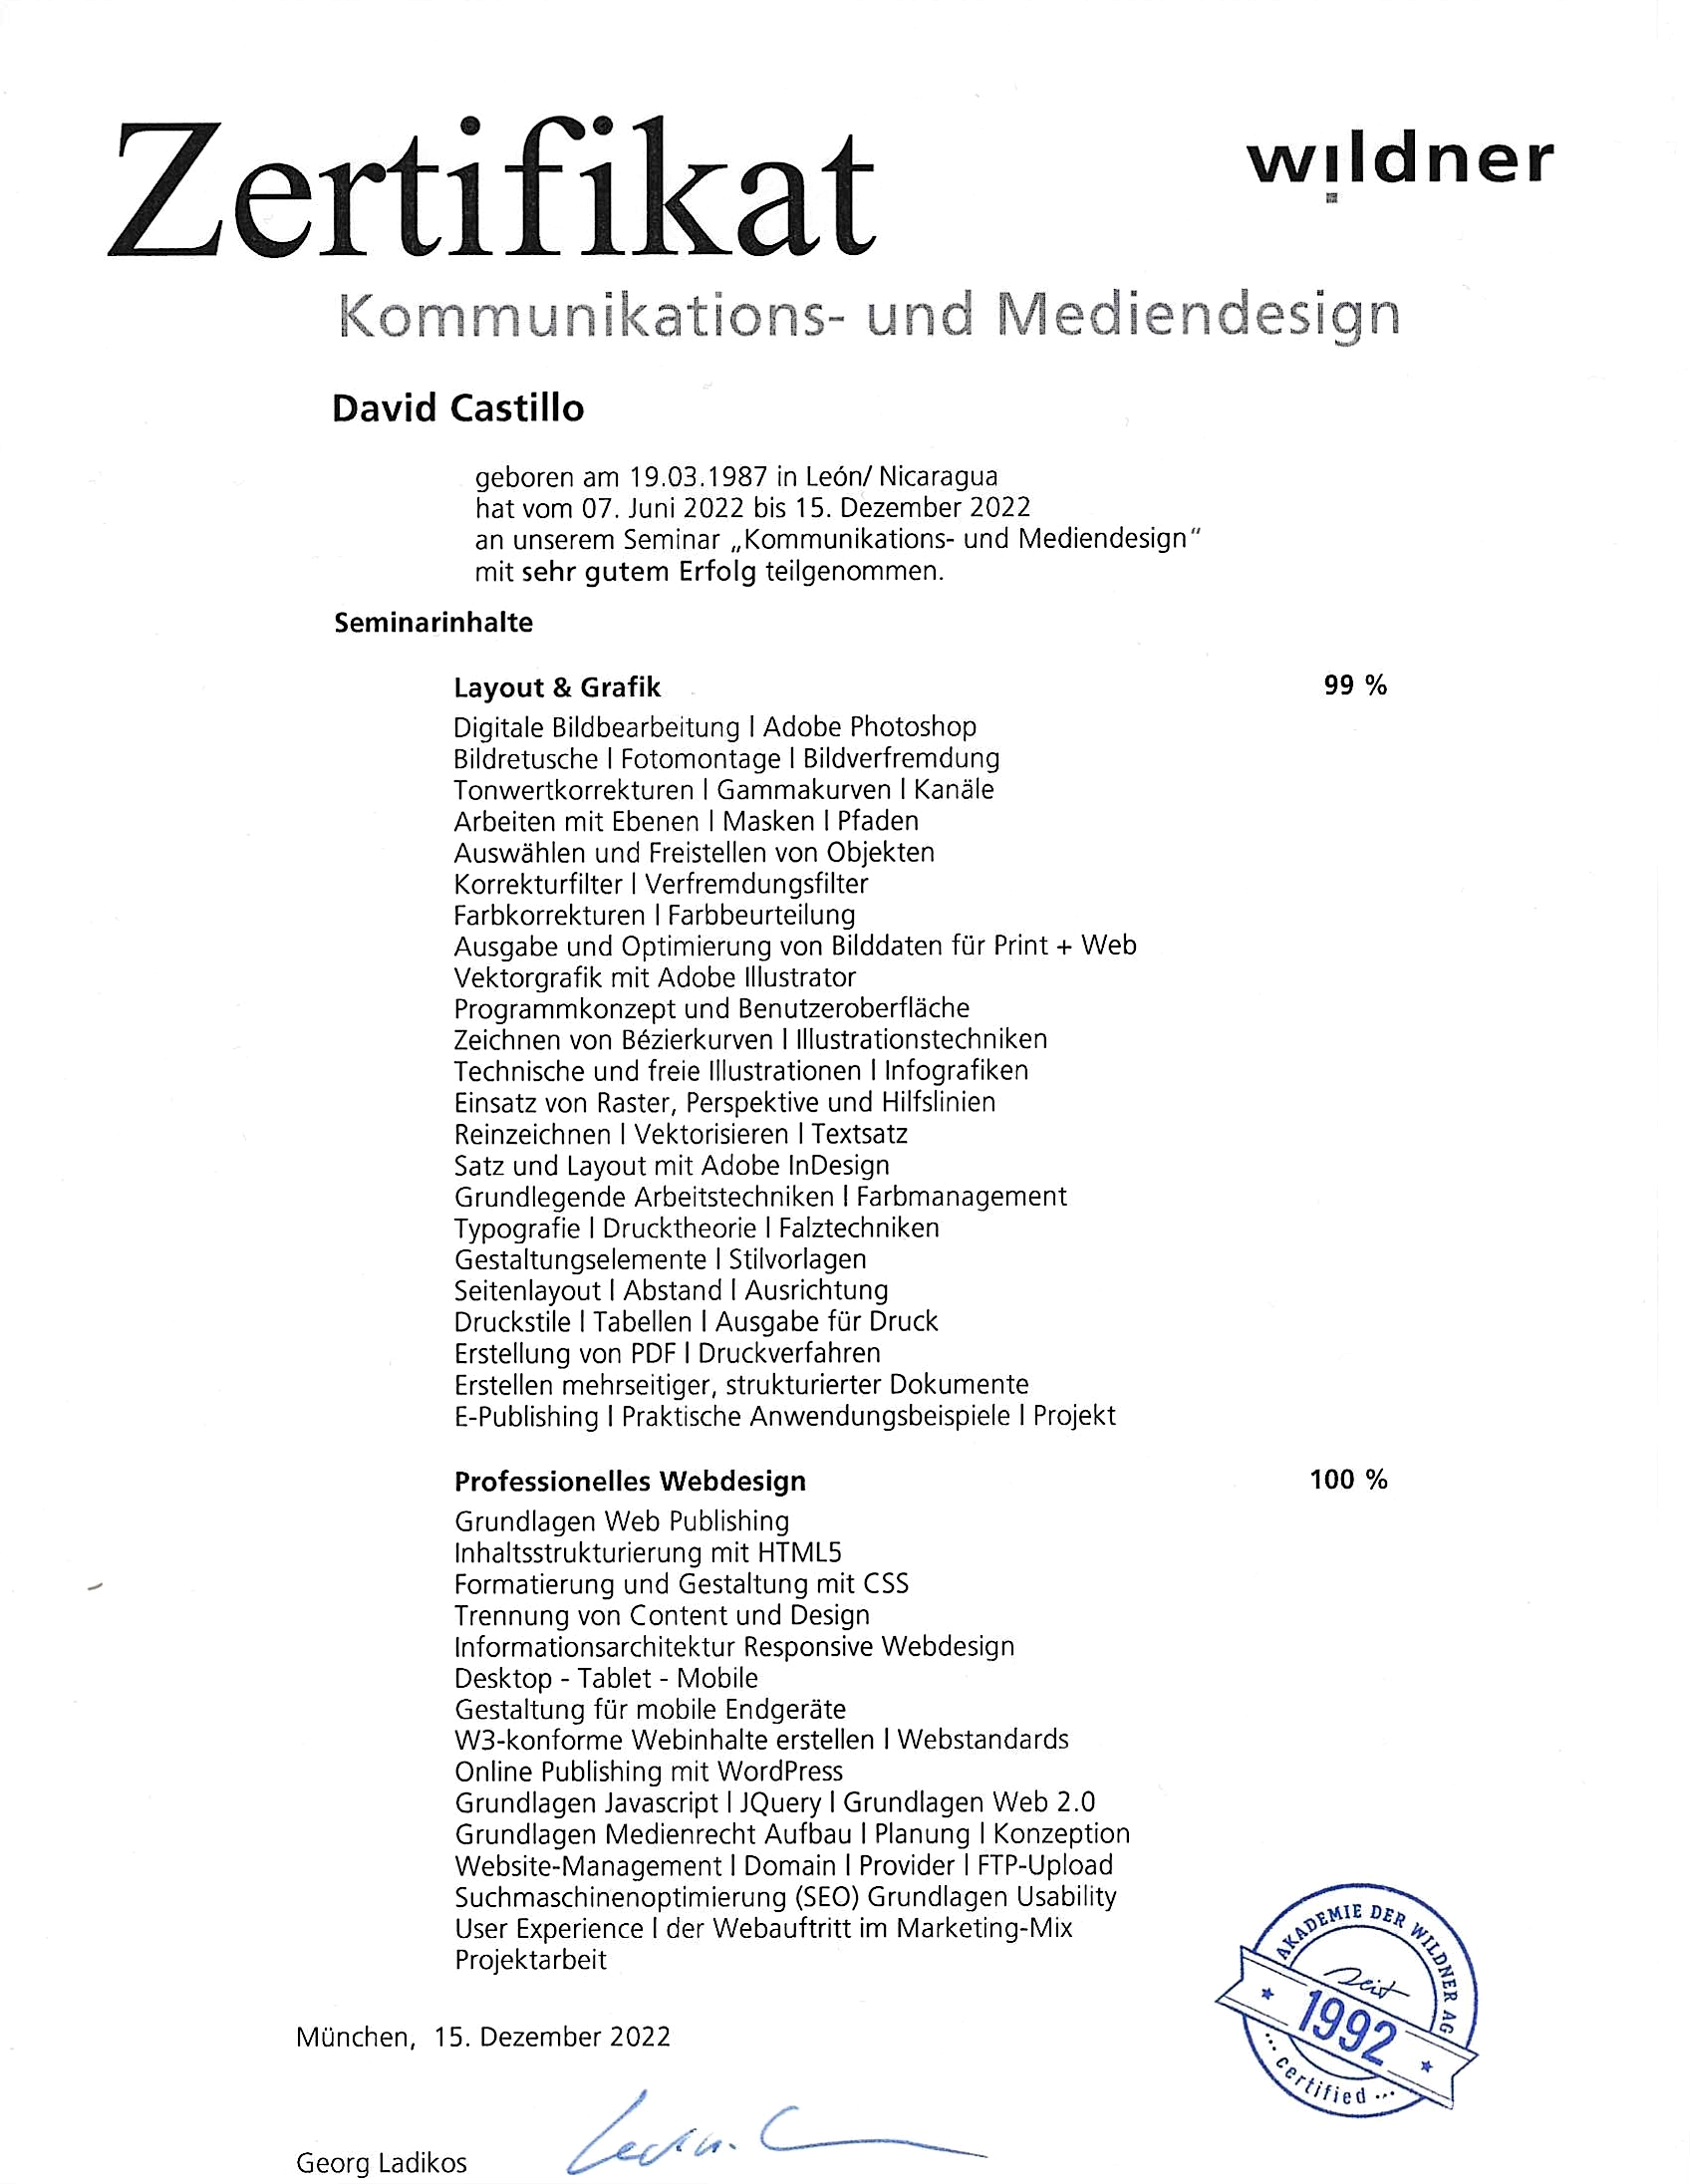 Zertifikat
wildner
Kommunikations- und Mediendesign
David Castillo
geboren am 19.03.1987 in León/ Nicaragua
hat vom 07. Juni 2022 bis 15. Dezember 2022
an unserem Seminar „Kommunikations- und Mediendesign“
mit sehr gutem Erfolg teilgenommen.
Seminarinhalte
Layout & Grafik 99 %
Digitale Bildbearbeitung | Adobe Photoshop
Bildretusche | Fotomontage | Bildverfremdung
Tonwertkorrekturen | Gammakurven | Kanäle
Arbeiten mit Ebenen | Masken | Pfaden
Auswählen und Freistellen von Objekten
Korrekturfilter | Verfremdungsfilter
Farbkorrekturen | Farbbeurteilung
Ausgabe und Optimierung von Bilddaten für Print + Web
Vektorgrafik mit Adobe Illustrator
Programmkonzept und Benutzeroberfläche
Zeichnen von Bézierkurven | Illustrationstechniken
Technische und freie Illustrationen | Infografiken
Einsatz von Raster, Perspektive und Hilfslinien
Reinzeichnen | Vektorisieren | Textsatz
Satz und Layout mit Adobe InDesign
Grundlegende Arbeitstechniken | Farbmanagement
Typografie | Drucktheorie | Falztechniken
Gestaltungselemente | Stilvorlagen
Seitenlayout | Abstand | Ausrichtung
Druckstile | Tabellen | Ausgabe für Druck
Erstellung von PDF | Druckverfahren
Erstellen mehrseitiger, strukturierter Dokumente
E-Publishing | Praktische Anwendungsbeispiele | Projekt
Professionelles Webdesign 100 %
Grundlagen Web Publishing
Inhaltsstrukturierung mit HTML5
Formatierung und Gestaltung mit CSS
Trennung von Content und Design
Informationsarchitektur Responsive Webdesign
Desktop - Tablet - Mobile
Gestaltung für mobile Endgeräte
W3-konforme Webinhalte erstellen | Webstandards
Online Publishing mit WordPress
Grundlagen Javascript | JQuery | Grundlagen Web 2.0
Grundlagen Medienrecht Aufbau | Planung | Konzeption
Website-Management | Domain | Provider | FTP-Upload
Suchmaschinenoptimierung (SEO) Grundlagen Usability
User Experience | der Webauftritt im Marketing-Mix
Projektarbeit
AKADEMIE DER WILDNER AG
seit
1992
... certified ...
München, 15. Dezember 2022
Georg Ladikos